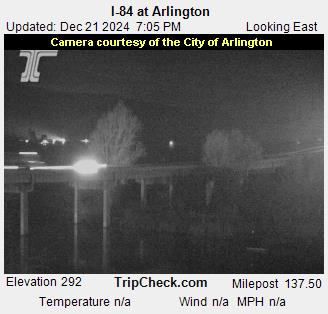 I-84 at Arlington
Updated: Dec 21 2024 7:05 PM Looking East
Camera courtesy of the City of Arlington
Elevation 292 TripCheck.com Milepost 137.50
Temperature n/a Wind n/a MPH n/a